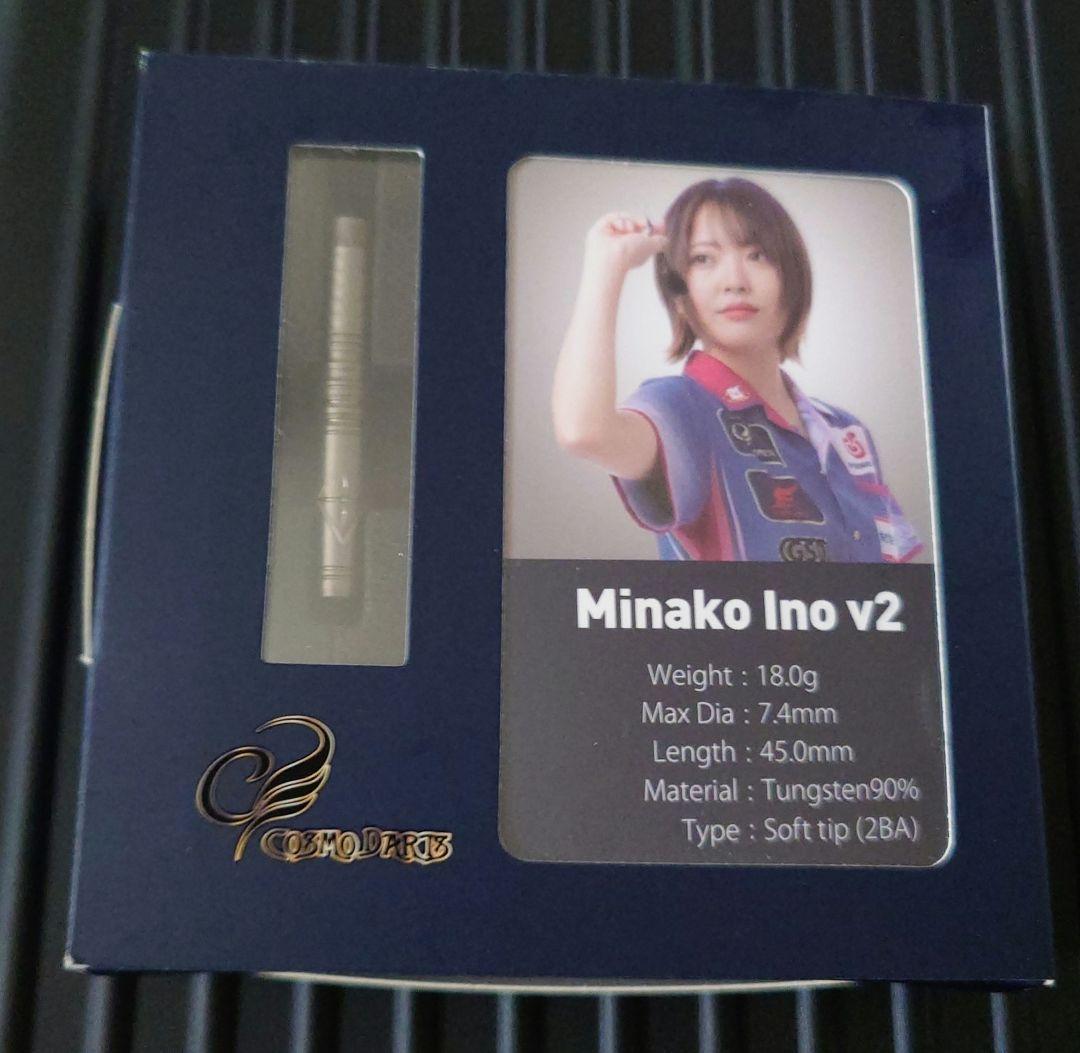 COSMO DARTS
GSI
Minako Ino v2
Weight : 18.0g
Max Dia : 7.4mm
Length : 45.0mm
Material : Tungsten90%
Type : Soft tip (2BA)